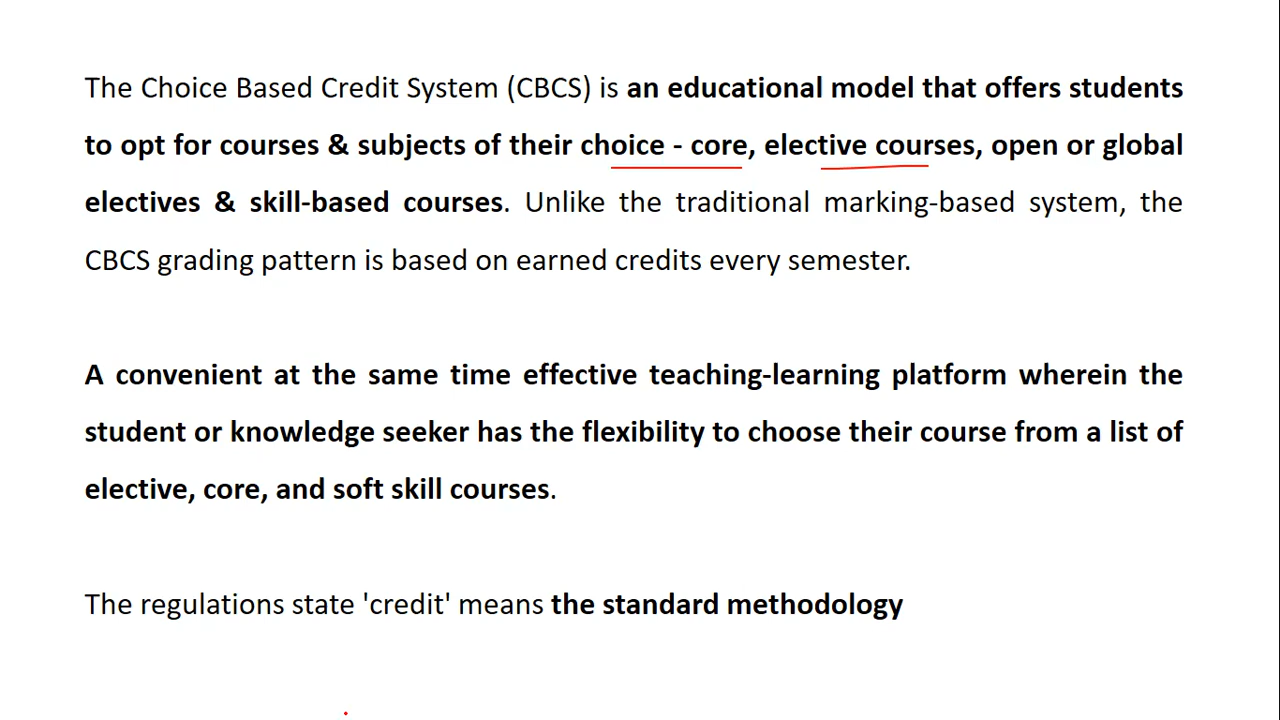 The Choice Based Credit System (CBCS) is an educational model that offers students
to opt for courses & subjects of their choice - core, elective courses, open or global
electives & skill-based courses. Unlike the traditional marking-based system, the
CBCS grading pattern is based on earned credits every semester.
A convenient at the same time effective teaching-learning platform wherein the
student or knowledge seeker has the flexibility to choose their course from a list of
elective, core, and soft skill courses.
The regulations state 'credit' means the standard methodology